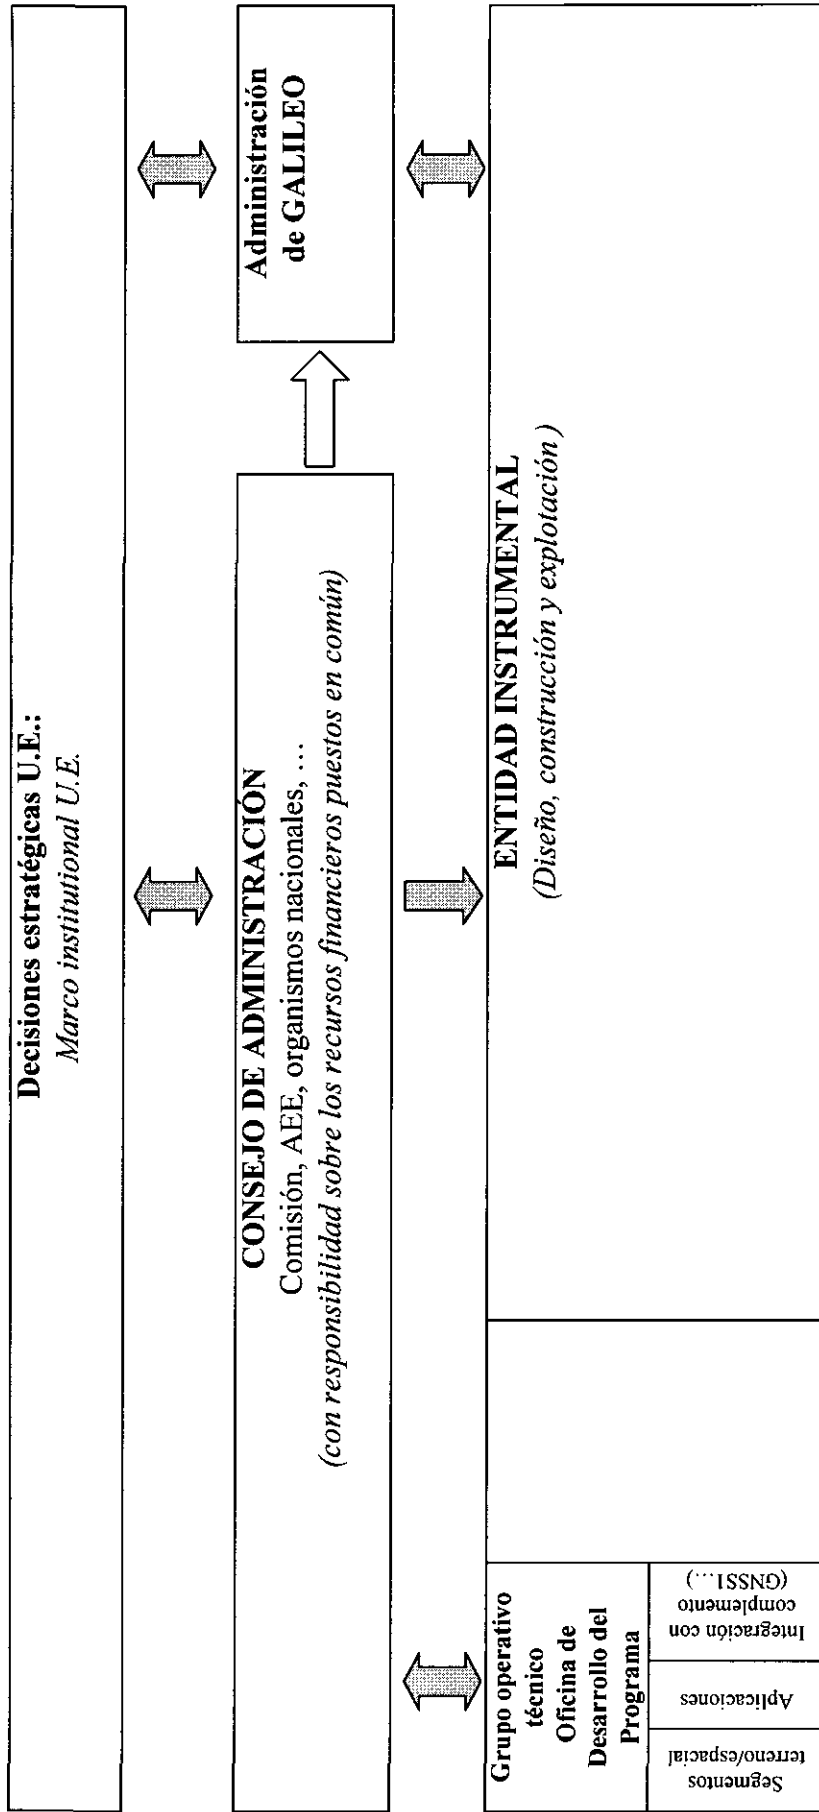 Decisiones estratégicas U.E.:
Marco institutional U.E.
CONSEJO DE ADMINISTRACIÓN
Comisión, AEE, organismos nacionales, …
(con responsibilidad sobre los recursos financieros puestos en común)
Administración
de GALILEO
Grupo operativo
técnico
Oficina de
Desarrollo del
Programa
Segmentos
terreno/espacial
Aplicaciones
Integración con
complemento
(GNSS1…)
ENTIDAD INSTRUMENTAL
(Diseño, construcción y explotación )